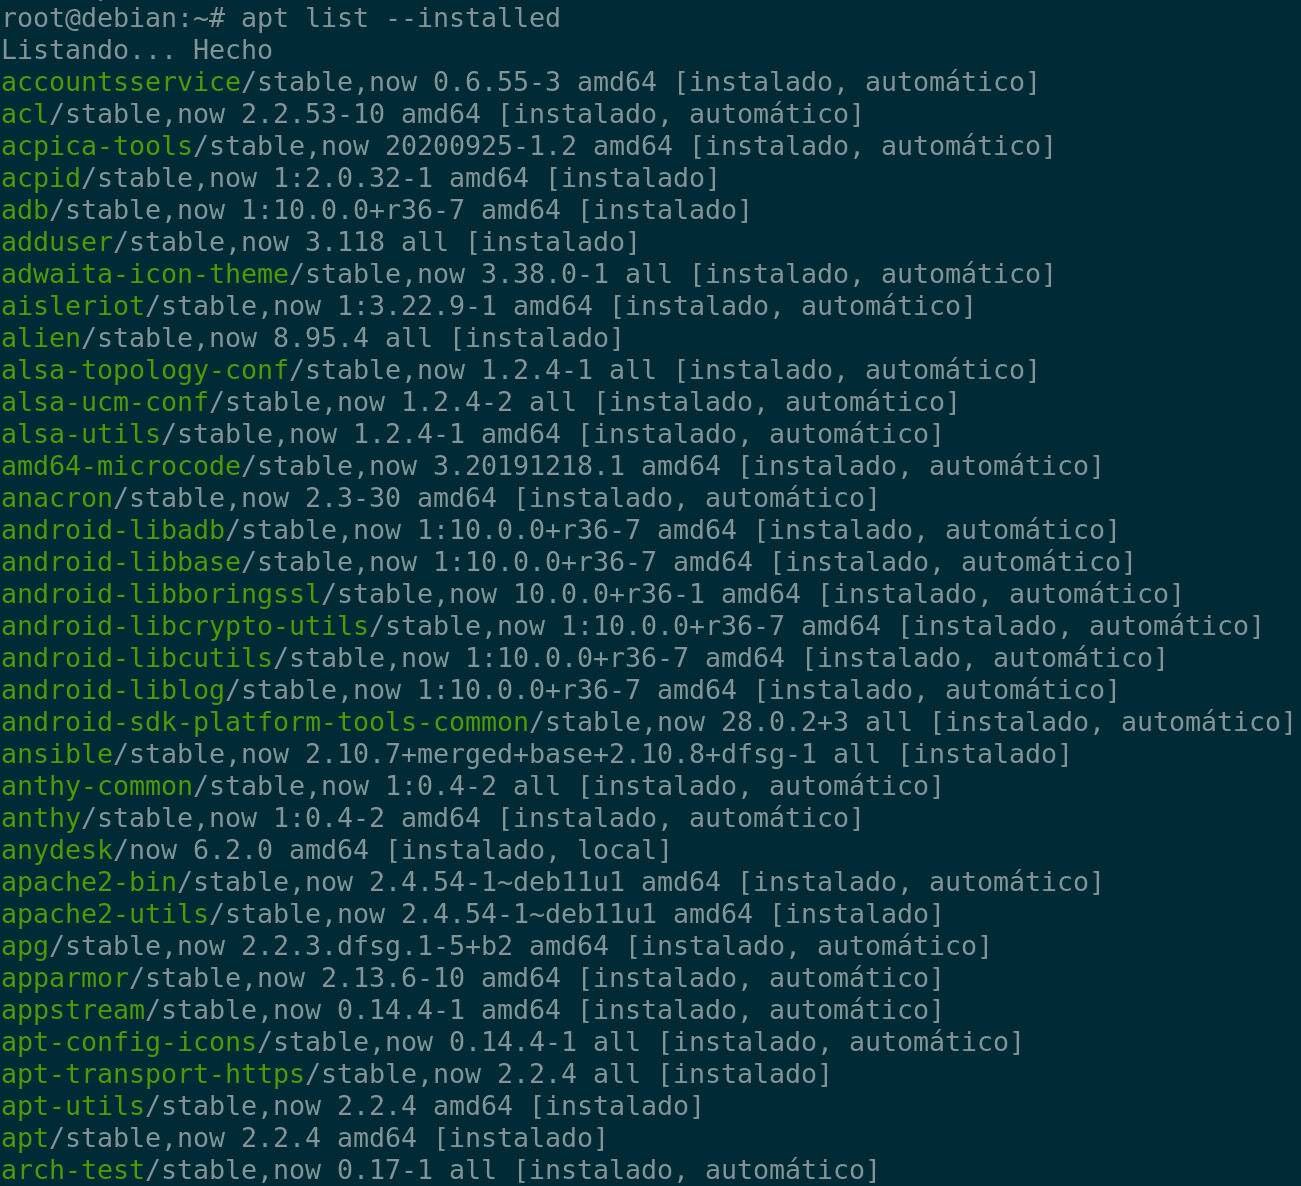 root@debian:~# apt list --installed
Listando... Hecho
accountsservice/stable,now 0.6.55-3 amd64 [instalado, automático]
acl/stable,now 2.2.53-10 amd64 [instalado, automático]
acpica-tools/stable,now 20200925-1.2 amd64 [instalado, automático]
acpid/stable,now 1:2.0.32-1 amd64 [instalado]
adb/stable,now 1:10.0.0+r36-7 amd64 [instalado]
adduser/stable,now 3.118 all [instalado]
adwaita-icon-theme/stable,now 3.38.0-1 all [instalado, automático]
aisleriot/stable,now 1:3.22.9-1 amd64 [instalado, automático]
alien/stable,now 8.95.4 all [instalado]
alsa-topology-conf/stable,now 1.2.4-1 all [instalado, automático]
alsa-ucm-conf/stable,now 1.2.4-2 all [instalado, automático]
alsa-utils/stable,now 1.2.4-1 amd64 [instalado, automático]
amd64-microcode/stable,now 3.20191218.1 amd64 [instalado, automático]
anacron/stable,now 2.3-30 amd64 [instalado, automático]
android-libadb/stable,now 1:10.0.0+r36-7 amd64 [instalado, automático]
android-libbase/stable,now 1:10.0.0+r36-7 amd64 [instalado, automático]
android-libboringssl/stable,now 10.0.0+r36-1 amd64 [instalado, automático]
android-libcrypto-utils/stable,now 1:10.0.0+r36-7 amd64 [instalado, automático]
android-libcutils/stable,now 1:10.0.0+r36-7 amd64 [instalado, automático]
android-liblog/stable,now 1:10.0.0+r36-7 amd64 [instalado, automático]
android-sdk-platform-tools-common/stable,now 28.0.2+3 all [instalado, automático]
ansible/stable,now 2.10.7+merged+base+2.10.8+dfsg-1 all [instalado]
anthy-common/stable,now 1:0.4-2 all [instalado, automático]
anthy/stable,now 1:0.4-2 amd64 [instalado, automático]
anydesk/now 6.2.0 amd64 [instalado, local]
apache2-bin/stable,now 2.4.54-1~deb11u1 amd64 [instalado, automático]
apache2-utils/stable,now 2.4.54-1~deb11u1 amd64 [instalado]
apg/stable,now 2.2.3.dfsg.1-5+b2 amd64 [instalado, automático]
apparmor/stable,now 2.13.6-10 amd64 [instalado, automático]
appstream/stable,now 0.14.4-1 amd64 [instalado, automático]
apt-config-icons/stable,now 0.14.4-1 all [instalado, automático]
apt-transport-https/stable,now 2.2.4 all [instalado]
apt-utils/stable,now 2.2.4 amd64 [instalado]
apt/stable,now 2.2.4 amd64 [instalado]
arch-test/stable,now 0.17-1 all [instalado, automático]